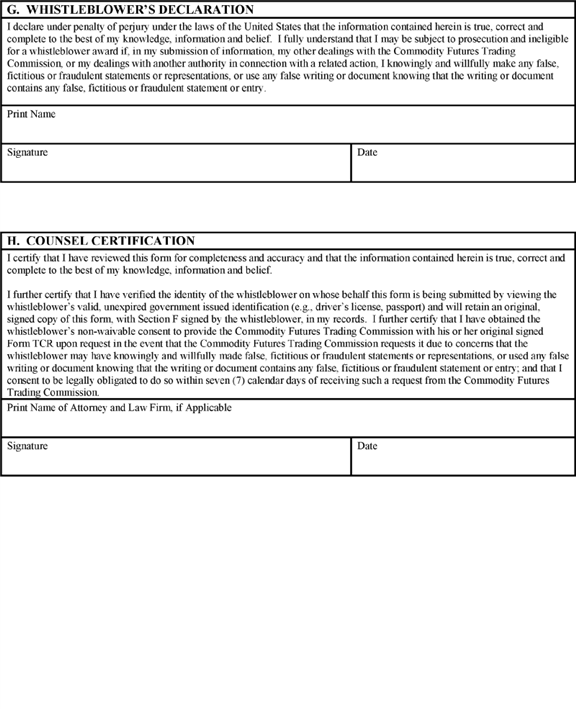 G. WHISTLEBLOWER'S DECLARATION
I declare under penalty of perjury under the laws of the United States that the information contained herein is true, correct and
complete to the best of my knowledge, information and belief. I fully understand that I may be subject to prosecution and ineligible
for a whistleblower award if, in my submission of information, my other dealings with the Commodity Futures Trading
Commission, or my dealings with another authority in connection with a related action, I knowingly and willfully make any false,
fictitious or fraudulent statements or representations, or use any false writing or document knowing that the writing or document
contains any false, fictitious or fraudulent statement or entry.
Print Name
Signature Date
H. COUNSEL CERTIFICATION
I certify that I have reviewed this form for completeness and accuracy and that the information contained herein is true, correct and
complete to the best of my knowledge, information and belief.
I further certify that I have verified the identity of the whistleblower on whose behalf this form is being submitted by viewing the
whistleblower's valid, unexpired government issued identification (e.g., driver's license, passport) and will retain an original,
signed copy of this form, with Section F signed by the whistleblower, in my records. I further certify that I have obtained the
whistleblower's non-waivable consent to provide the Commodity Futures Trading Commission with his or her original signed
Form TCR upon request in the event that the Commodity Futures Trading Commission requests it due to concerns that the
whistleblower may have knowingly and willfully made false, fictitious or fraudulent statements or representations, or used any false
writing or document knowing that the writing or document contains any false, fictitious or fraudulent statement or entry; and that I
consent to be legally obligated to do so within seven (7) calendar days of receiving such a request from the Commodity Futures
Trading Commission.
Print Name of Attorney and Law Firm, if Applicable
Signature Date